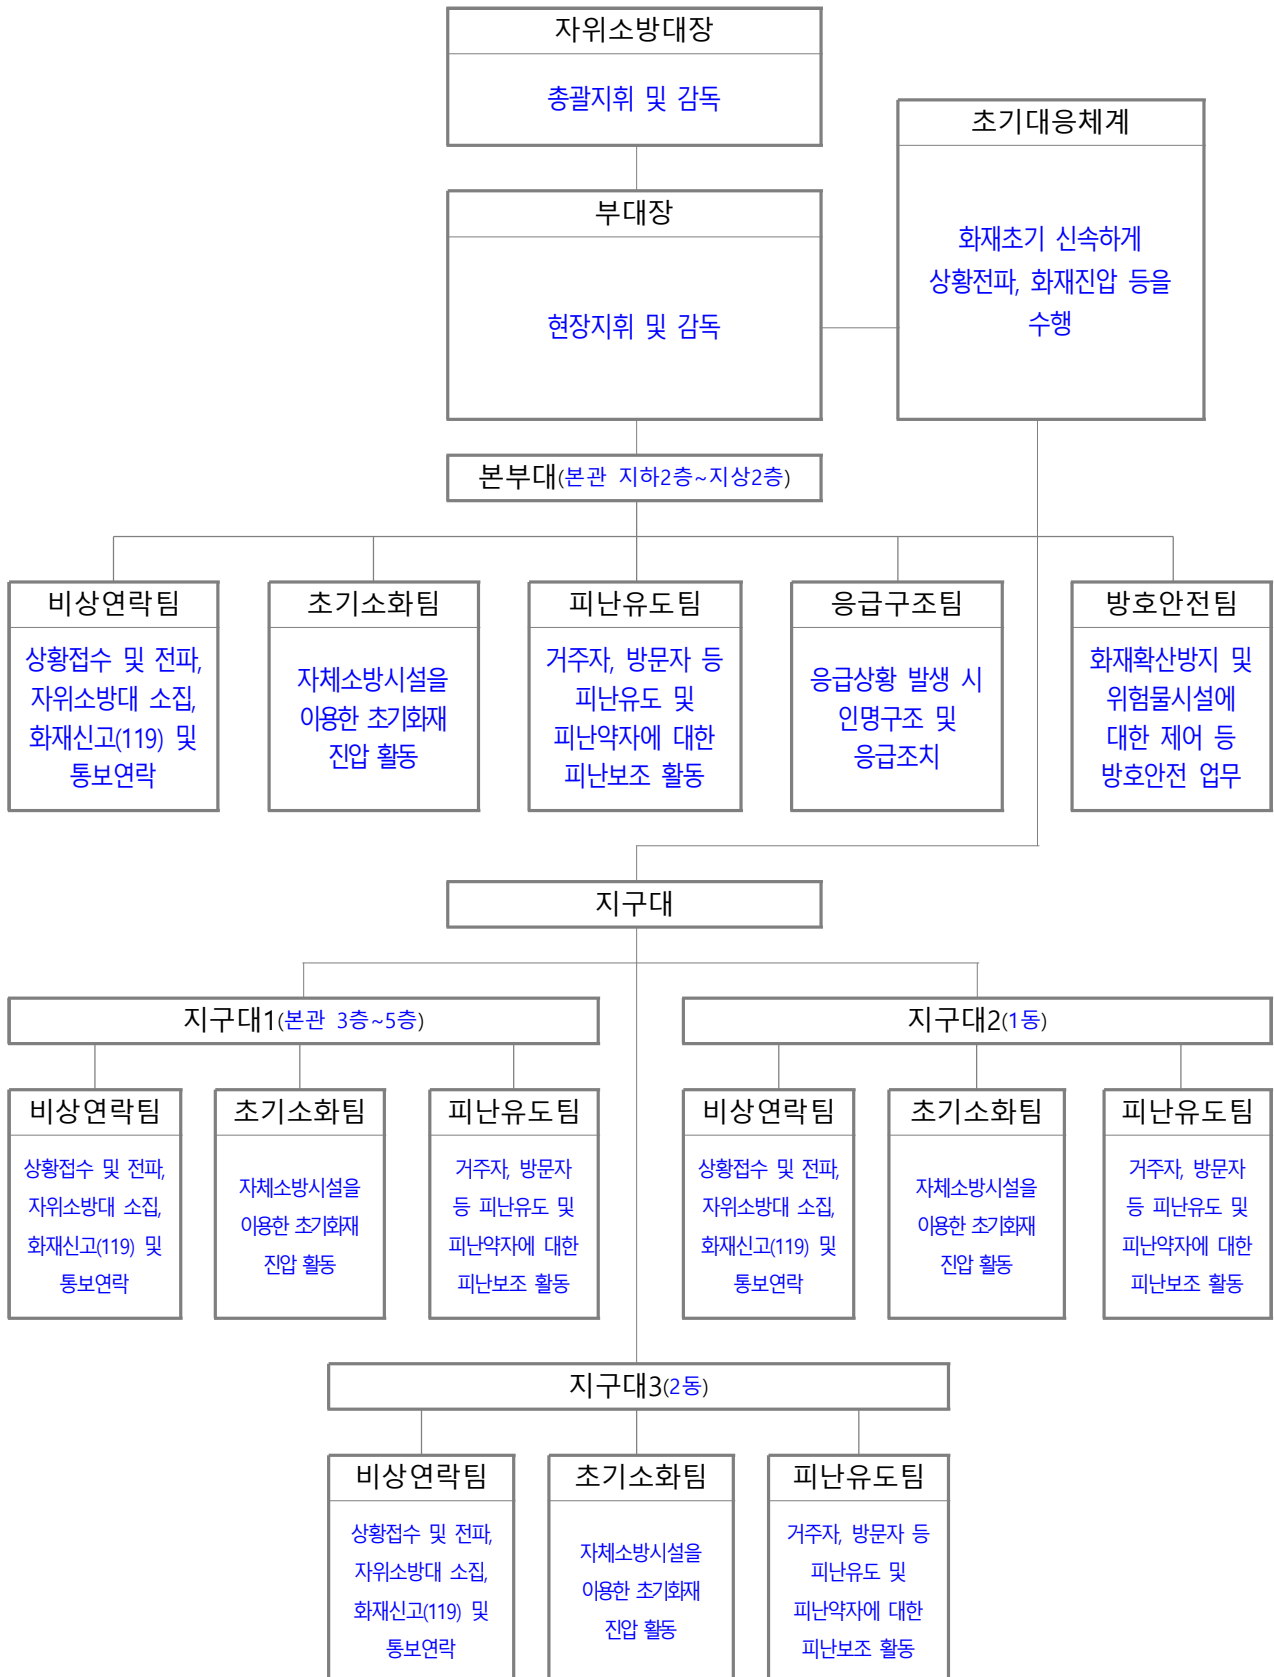 자위소방대장
총괄지휘 및 감독
초기대응체계
화재초기 신속하게
상황전파, 화재진압 등을
수행
부대장
현장지휘 및 감독
본부대(본관 지하2층~지상2층)
비상연락팀
상황접수 및 전파,
자위소방대 소집,
화재신고(119) 및
통보연락
초기소화팀
자체소방시설을
이용한 초기화재
진압 활동
피난유도팀
거주자, 방문자 등
피난유도 및
피난약자에 대한
피난보조 활동
응급구조팀
응급상황 발생 시
인명구조 및
응급조치
방호안전팀
화재확산방지 및
위험물시설에
대한 제어 등
방호안전 업무
지구대
지구대1(본관 3층~5층)
비상연락팀
상황접수 및 전파,
자위소방대 소집,
화재신고(119) 및
통보연락
초기소화팀
자체소방시설을
이용한 초기화재
진압 활동
피난유도팀
거주자, 방문자
등 피난유도 및
피난약자에 대한
피난보조 활동
지구대2(1동)
비상연락팀
상황접수 및 전파,
자위소방대 소집,
화재신고(119) 및
통보연락
초기소화팀
자체소방시설을
이용한 초기화재
진압 활동
피난유도팀
거주자, 방문자
등 피난유도 및
피난약자에 대한
피난보조 활동
지구대3(2동)
비상연락팀
상황접수 및 전파,
자위소방대 소집,
화재신고(119) 및
통보연락
초기소화팀
자체소방시설을
이용한 초기화재
진압 활동
피난유도팀
거주자, 방문자 등
피난유도 및
피난약자에 대한
피난보조 활동